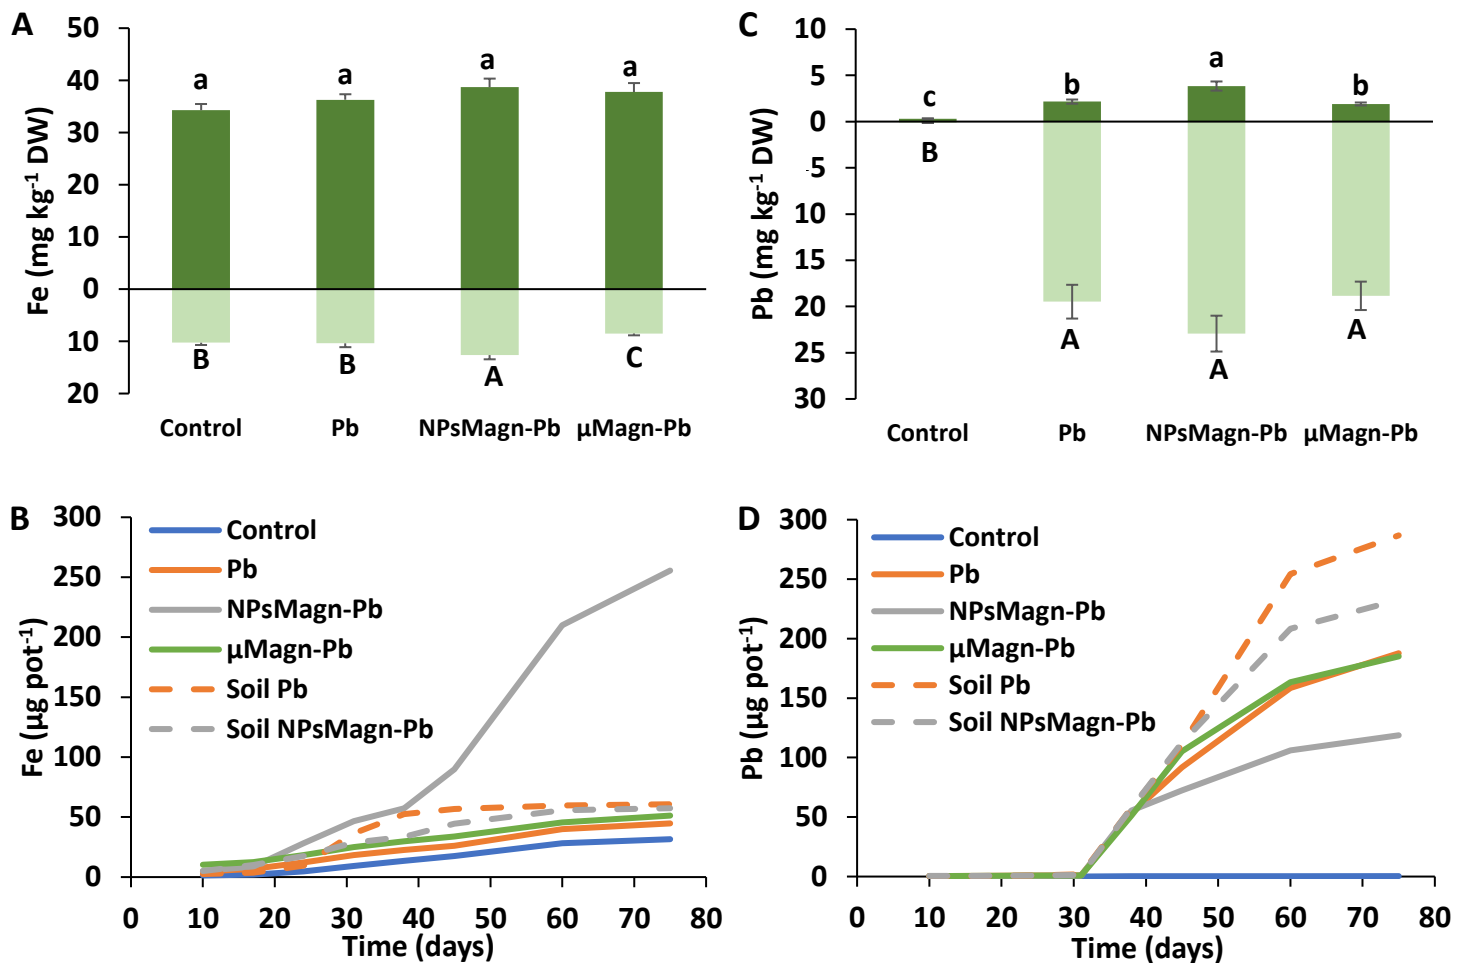 A
Fe (mg kg⁻¹ DW)
50
40
30
20
10
0
10
20
a
a
a
a
B
B
A
C
Control
Pb
NPsMagn-Pb
µMagn-Pb
C
Pb (mg kg⁻¹ DW)
10
5
0
5
10
15
20
25
30
c
b
a
b
B
A
A
A
Control
Pb
NPsMagn-Pb
µMagn-Pb
B
Fe (µg pot⁻¹)
300
250
200
150
100
50
0
Control
Pb
NPsMagn-Pb
µMagn-Pb
Soil Pb
Soil NPsMagn-Pb
0 10 20 30 40 50 60 70 80
Time (days)
D
Pb (µg pot⁻¹)
300
250
200
150
100
50
0
Control
Pb
NPsMagn-Pb
µMagn-Pb
Soil Pb
Soil NPsMagn-Pb
0 10 20 30 40 50 60 70 80
Time (days)